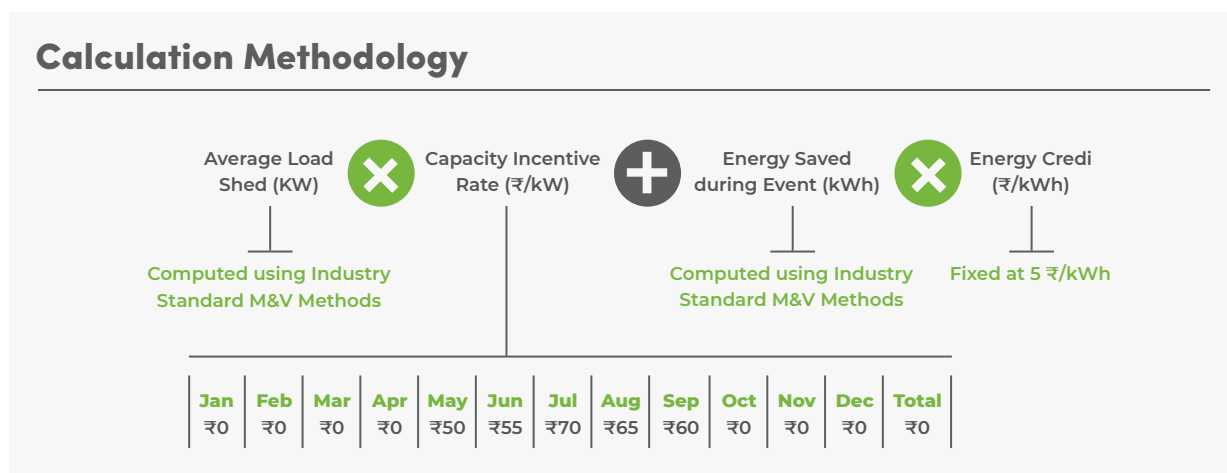 Calculation Methodology
Average Load
Shed (KW)
Capacity Incentive
Rate (₹/kW)
Energy Saved
during Event (kWh)
Energy Credi
(₹/kWh)
Computed using Industry
Standard M&V Methods
Computed using Industry
Standard M&V Methods
Fixed at 5 ₹/kWh
Jan Feb Mar Apr May Jun Jul Aug Sep Oct Nov Dec Total
₹0 ₹0 ₹0 ₹0 ₹50 ₹55 ₹70 ₹65 ₹60 ₹0 ₹0 ₹0 ₹0